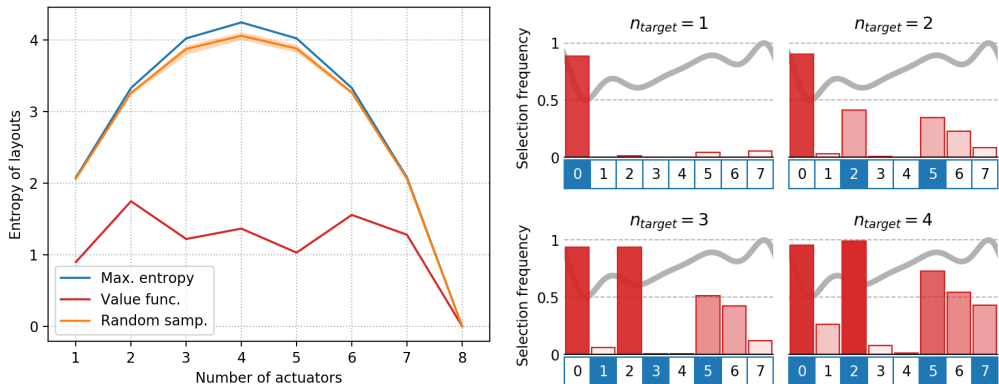 Entropy of layouts
4
3
2
1
0
Max. entropy
Value func.
Random samp.
1 2 3 4 5 6 7 8
Number of actuators
n_target = 1
Selection frequency
1
0.5
0
0 1 2 3 4 5 6 7
n_target = 2
0 1 2 3 4 5 6 7
n_target = 3
Selection frequency
1
0.5
0
0 1 2 3 4 5 6 7
n_target = 4
0 1 2 3 4 5 6 7